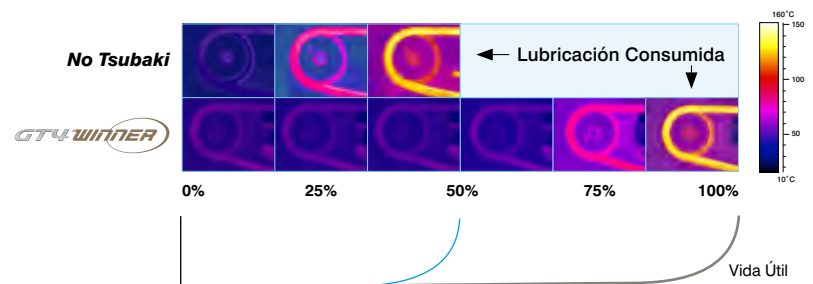 No Tsubaki
Lubricación Consumida
GT4 WINNER
160˚C
150
100
50
10˚C
0%
25%
50%
75%
100%
Vida Útil